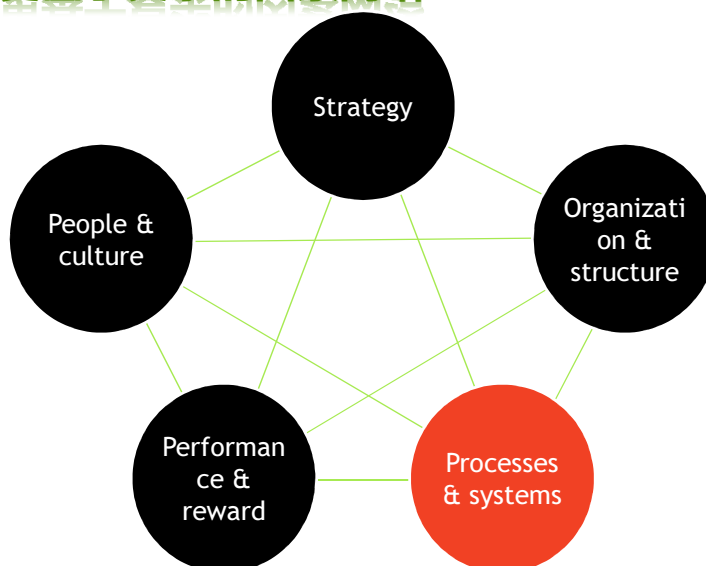 Strategy
People &
culture
Organizati
on &
structure
Performan
ce &
reward
Processes
& systems